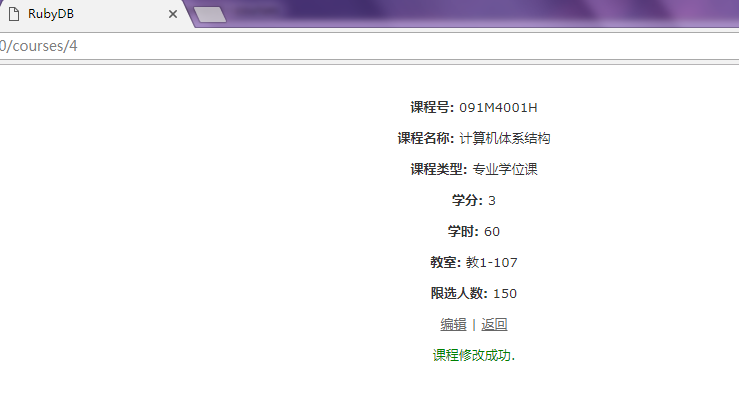 RubyDB
0/courses/4
课程号: 091M4001H
课程名称: 计算机体系结构
课程类型: 专业学位课
学分: 3
学时: 60
教室: 教1-107
限选人数: 150
编辑 | 返回
课程修改成功.